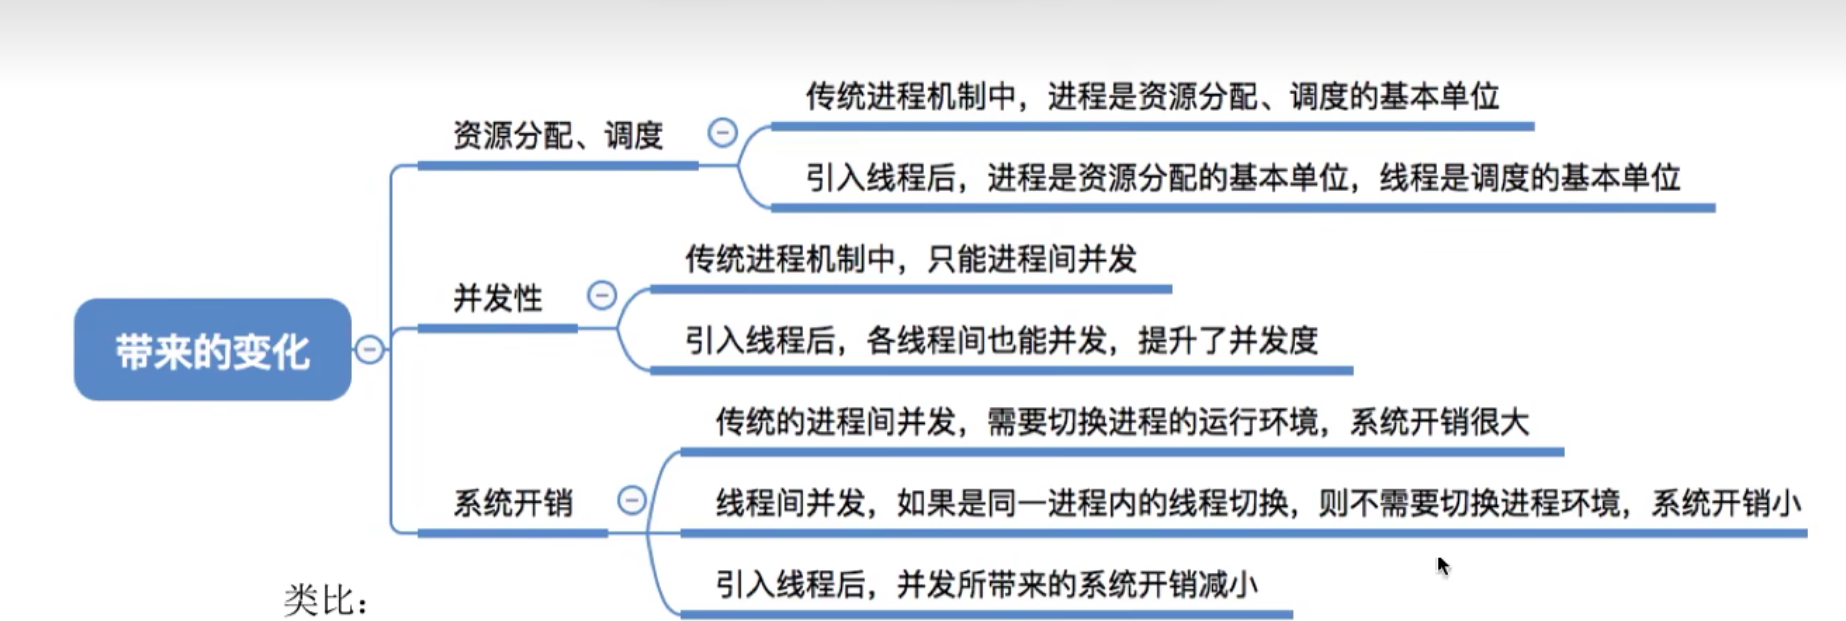 带来的变化
资源分配、调度
传统进程机制中，进程是资源分配、调度的基本单位
引入线程后，进程是资源分配的基本单位，线程是调度的基本单位
并发性
传统进程机制中，只能进程间并发
引入线程后，各线程间也能并发，提升了并发度
系统开销
传统的进程间并发，需要切换进程的运行环境，系统开销很大
线程间并发，如果是同一进程内的线程切换，则不需要切换进程环境，系统开销小
引入线程后，并发所带来的系统开销减小
类比：